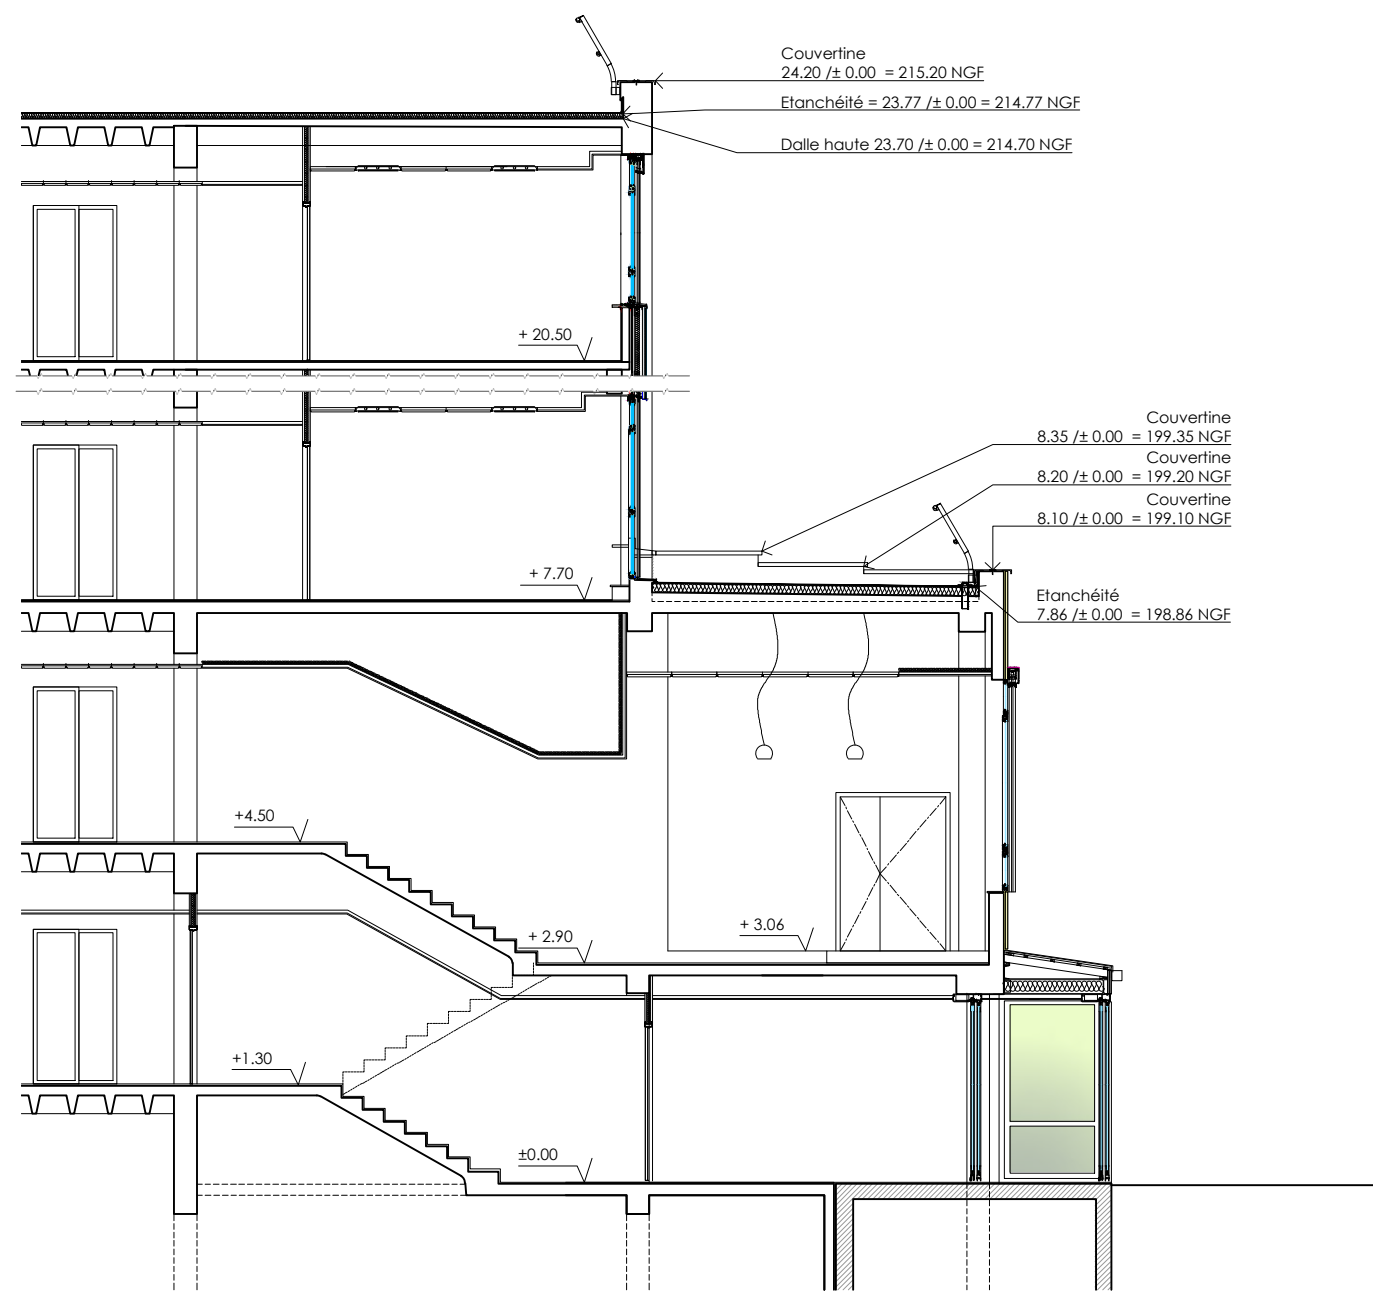 Couvertine
24.20 /± 0.00 = 215.20 NGF
Etanchéité = 23.77 /± 0.00 = 214.77 NGF
Dalle haute 23.70 /± 0.00 = 214.70 NGF
+ 20.50
Couvertine
8.35 /± 0.00 = 199.35 NGF
Couvertine
8.20 /± 0.00 = 199.20 NGF
Couvertine
8.10 /± 0.00 = 199.10 NGF
+ 7.70
Etanchéité
7.86 /± 0.00 = 198.86 NGF
+4.50
+ 2.90
+ 3.06
+1.30
±0.00